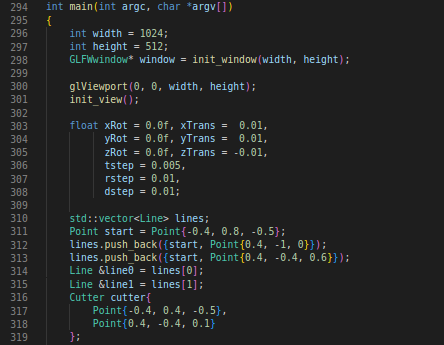 294 int main(int argc, char *argv[])
295 {
296     int width = 1024;
297     int height = 512;
298     GLFWwindow* window = init_window(width, height);
299
300     glViewport(0, 0, width, height);
301     init_view();
302
303     float xRot = 0.0f, xTrans =  0.01,
304           yRot = 0.0f, yTrans =  0.01,
305           zRot = 0.0f, zTrans = -0.01,
306           tstep = 0.005,
307           rstep = 0.01,
308           dstep = 0.01;
309
310     std::vector<Line> lines;
311     Point start = Point{-0.4, 0.8, -0.5};
312     lines.push_back({start, Point{0.4, -1, 0}});
313     lines.push_back({start, Point{0.4, -0.4, 0.6}});
314     Line &line0 = lines[0];
315     Line &line1 = lines[1];
316     Cutter cutter{
317         Point{-0.4, 0.4, -0.5},
318         Point{0.4, -0.4, 0.1}
319     };